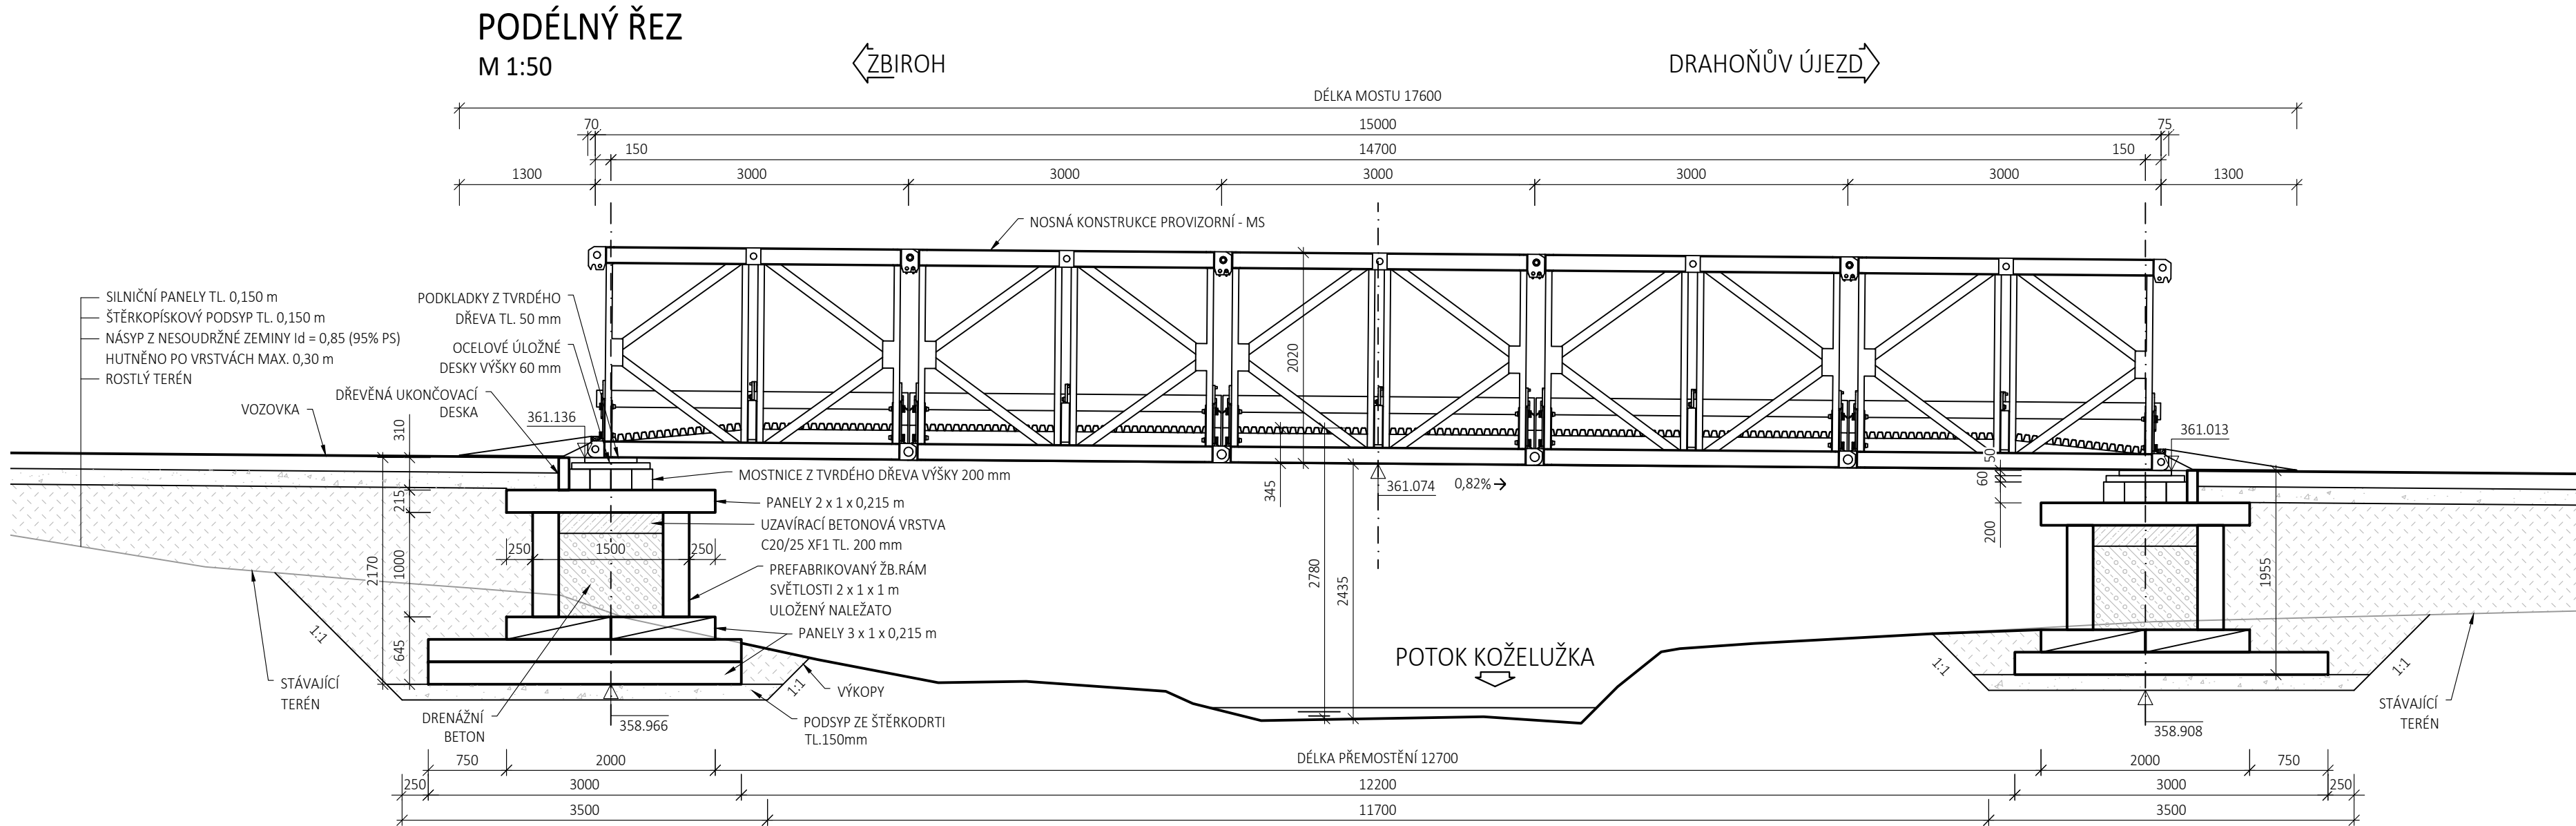 PODÉLNÝ ŘEZ
M 1:50
ZBIROH
DRAHOŇŮV ÚJEZD
DÉLKA MOSTU 17600
70
15000
75
150
14700
150
1300
3000
3000
3000
3000
3000
1300
NOSNÁ KONSTRUKCE PROVIZORNÍ - MS
SILNIČNÍ PANELY TL. 0,150 m
ŠTĚRKOPÍSKOVÝ PODSYP TL. 0,150 m
NÁSYP Z NESOUDRŽNÉ ZEMINY Id = 0,85 (95% PS)
HUTNĚNO PO VRSTVÁCH MAX. 0,30 m
ROSTLÝ TERÉN
PODKLADKY Z TVRDÉHO
DŘEVA TL. 50 mm
OCELOVÉ ÚLOŽNÉ
DESKY VÝŠKY 60 mm
DŘEVĚNÁ UKONČOVACÍ
DESKA
VOZOVKA
361.136
2020
361.013
310
215
1000
645
2170
MOSTNICE Z TVRDÉHO DŘEVA VÝŠKY 200 mm
PANELY 2 x 1 x 0,215 m
UZAVÍRACÍ BETONOVÁ VRSTVA
C20/25 XF1 TL. 200 mm
250
1500
250
PREFABRIKOVANÝ ŽB.RÁM
SVĚTLOSTI 2 x 1 x 1 m
ULOŽENÝ NALEŽATO
PANELY 3 x 1 x 0,215 m
345
361.074
0,82%
2780
2435
50
60
200
1955
1:1
1:1
1:1
1:1
POTOK KOŽELUŽKA
STÁVAJÍCÍ
TERÉN
VÝKOPY
DRENÁŽNÍ
BETON
358.966
PODSYP ZE ŠTĚRKODRTI
TL.150mm
358.908
STÁVAJÍCÍ
TERÉN
750
2000
DÉLKA PŘEMOSTĚNÍ 12700
2000
750
250
3000
12200
3000
250
3500
11700
3500